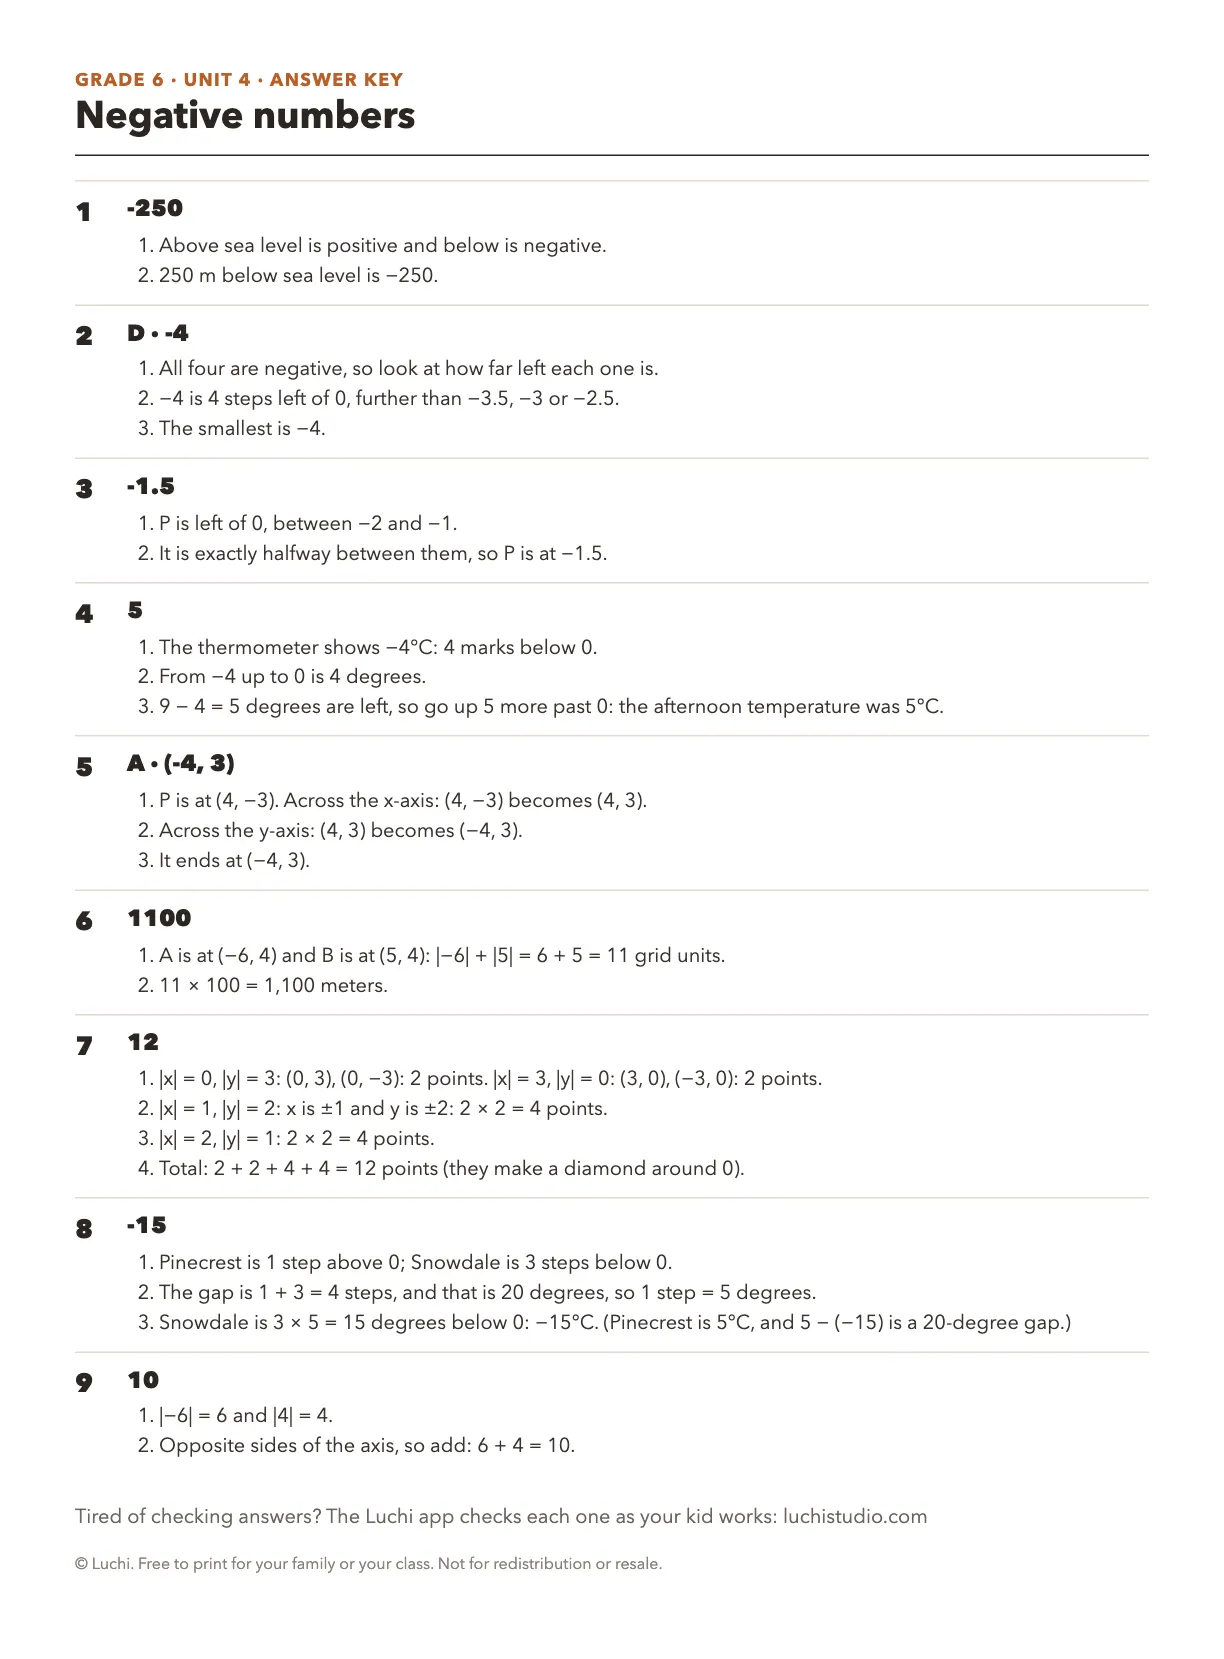 GRADE 6 · UNIT 4 · ANSWER KEY
Negative numbers
1 -250
1. Above sea level is positive and below is negative.
2. 250 m below sea level is −250.
2 D · -4
1. All four are negative, so look at how far left each one is.
2. −4 is 4 steps left of 0, further than −3.5, −3 or −2.5.
3. The smallest is −4.
3 -1.5
1. P is left of 0, between −2 and −1.
2. It is exactly halfway between them, so P is at −1.5.
4 5
1. The thermometer shows −4°C: 4 marks below 0.
2. From −4 up to 0 is 4 degrees.
3. 9 − 4 = 5 degrees are left, so go up 5 more past 0: the afternoon temperature was 5°C.
5 A · (-4, 3)
1. P is at (4, −3). Across the x-axis: (4, −3) becomes (4, 3).
2. Across the y-axis: (4, 3) becomes (−4, 3).
3. It ends at (−4, 3).
6 1100
1. A is at (−6, 4) and B is at (5, 4): |−6| + |5| = 6 + 5 = 11 grid units.
2. 11 × 100 = 1,100 meters.
7 12
1. |x| = 0, |y| = 3: (0, 3), (0, −3): 2 points. |x| = 3, |y| = 0: (3, 0), (−3, 0): 2 points.
2. |x| = 1, |y| = 2: x is ±1 and y is ±2: 2 × 2 = 4 points.
3. |x| = 2, |y| = 1: 2 × 2 = 4 points.
4. Total: 2 + 2 + 4 + 4 = 12 points (they make a diamond around 0).
8 -15
1. Pinecrest is 1 step above 0; Snowdale is 3 steps below 0.
2. The gap is 1 + 3 = 4 steps, and that is 20 degrees, so 1 step = 5 degrees.
3. Snowdale is 3 × 5 = 15 degrees below 0: −15°C. (Pinecrest is 5°C, and 5 − (−15) is a 20-degree gap.)
9 10
1. |−6| = 6 and |4| = 4.
2. Opposite sides of the axis, so add: 6 + 4 = 10.
Tired of checking answers? The Luchi app checks each one as your kid works: luchistudio.com
© Luchi. Free to print for your family or your class. Not for redistribution or resale.